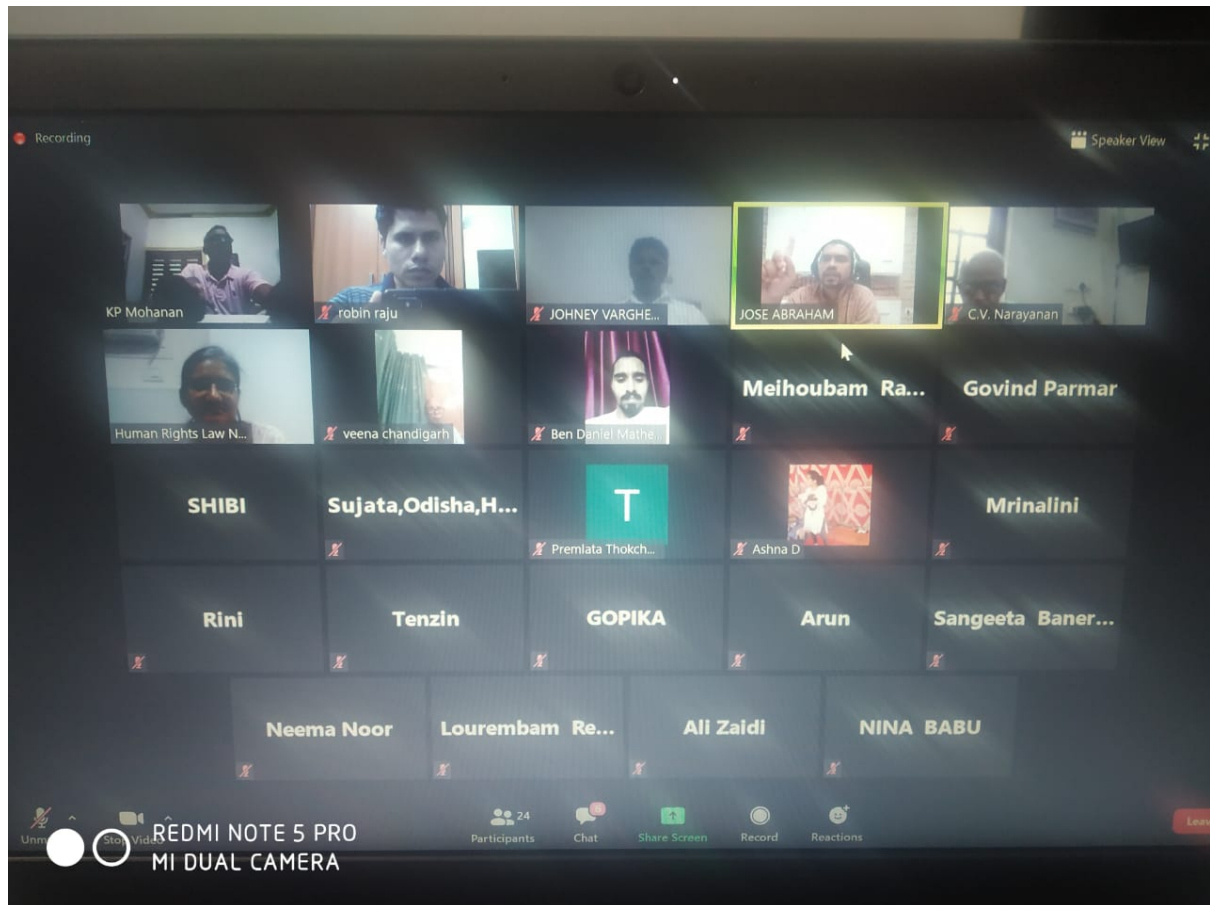 Recording
Speaker View
KP Mohanan
robin raju
JOHNEY VARGHE...
JOSE ABRAHAM
C.V. Narayanan
Human Rights Law N...
veena chandigarh
Ben Daniel Mathe...
Meihoubam Ra...
Govind Parmar
SHIBI
Sujata,Odisha,H...
T
Premlata Thokch...
Ashna D
Mrinalini
Rini
Tenzin
GOPIKA
Arun
Sangeeta Baner...
Neema Noor
Lourembam Re...
Ali Zaidi
NINA BABU
Stop Video
24
Participants
Chat
Share Screen
Record
Reactions
REDMI NOTE 5 PRO
MI DUAL CAMERA